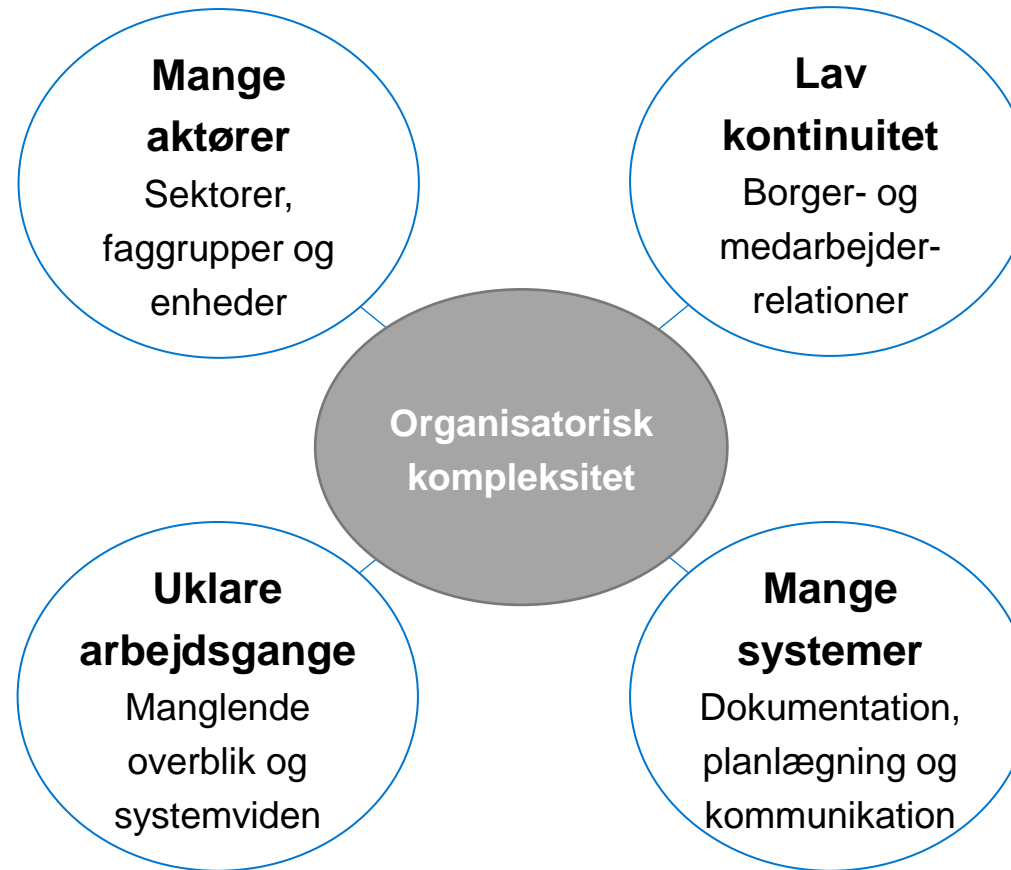 Mange
aktører
Sektorer,
faggrupper og
enheder
Lav
kontinuitet
Borger- og
medarbejder-
relationer
Organisatorisk
kompleksitet
Uklare
arbejdsgange
Manglende
overblik og
systemviden
Mange
systemer
Dokumentation,
planlægning og
kommunikation